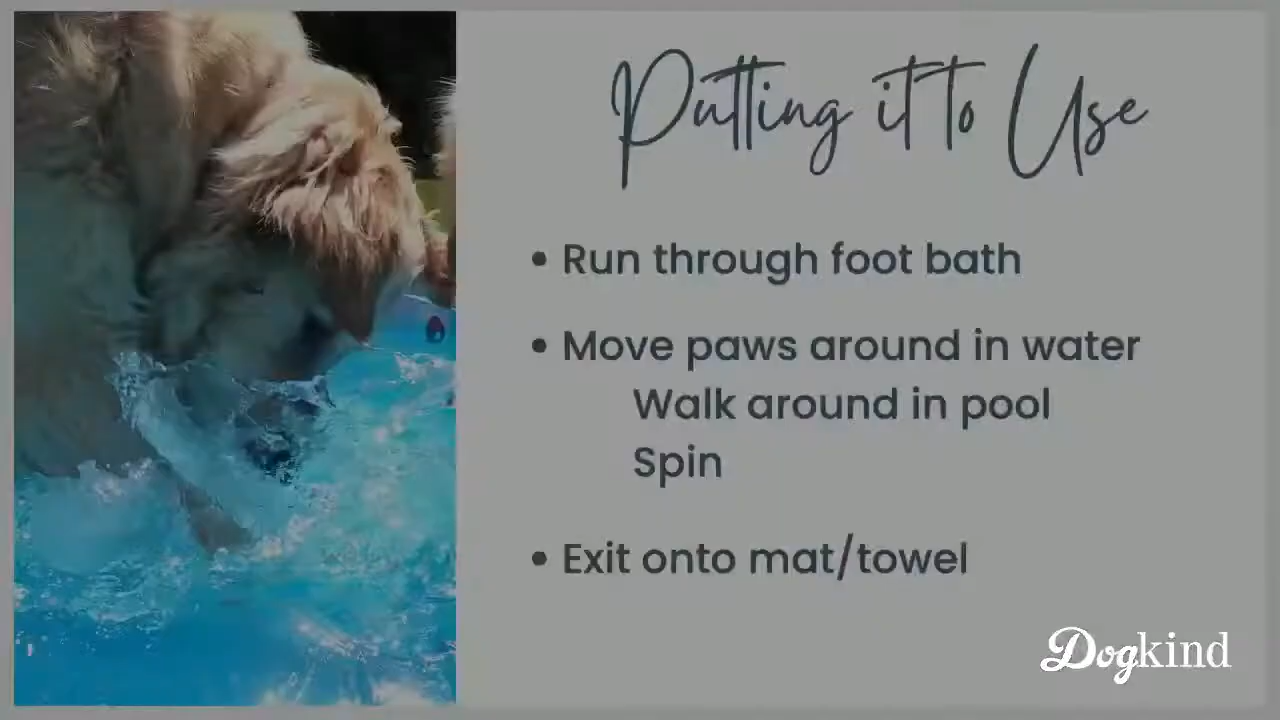 Putting it to Use
• Run through foot bath
• Move paws around in water
Walk around in pool
Spin
• Exit onto mat/towel
Dogkind